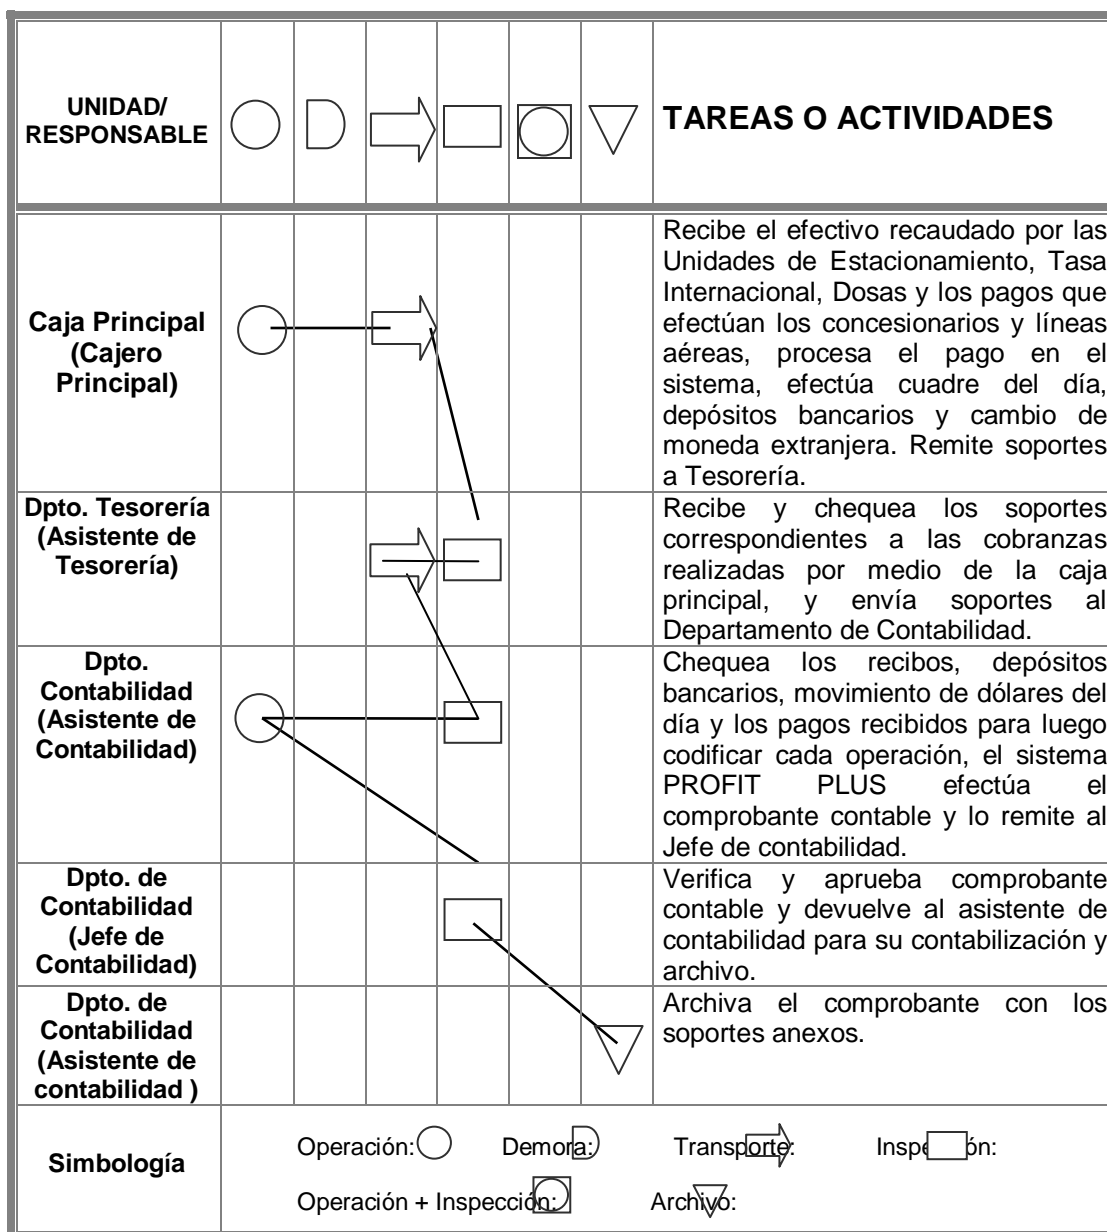 UNIDAD/
RESPONSABLE
TAREAS O ACTIVIDADES
Caja Principal
(Cajero
Principal)
Recibe el efectivo recaudado por las
Unidades de Estacionamiento, Tasa
Internacional, Dosas y los pagos que
efectúan los concesionarios y líneas
aéreas, procesa el pago en el
sistema, efectúa cuadre del día,
depósitos bancarios y cambio de
moneda extranjera. Remite soportes
a Tesorería.
Dpto. Tesorería
(Asistente de
Tesorería)
Recibe y chequea los soportes
correspondientes a las cobranzas
realizadas por medio de la caja
principal, y envía soportes al
Departamento de Contabilidad.
Dpto.
Contabilidad
(Asistente de
Contabilidad)
Chequea los recibos, depósitos
bancarios, movimiento de dólares del
día y los pagos recibidos para luego
codificar cada operación, el sistema
PROFIT PLUS efectúa el
comprobante contable y lo remite al
Jefe de contabilidad.
Dpto. de
Contabilidad
(Jefe de
Contabilidad)
Verifica y aprueba comprobante
contable y devuelve al asistente de
contabilidad para su contabilización y
archivo.
Dpto. de
Contabilidad
(Asistente de
contabilidad )
Archiva el comprobante con los
soportes anexos.
Simbología
Operación: Demora: Transporte: Inspección:
Operación + Inspección: Archivo: